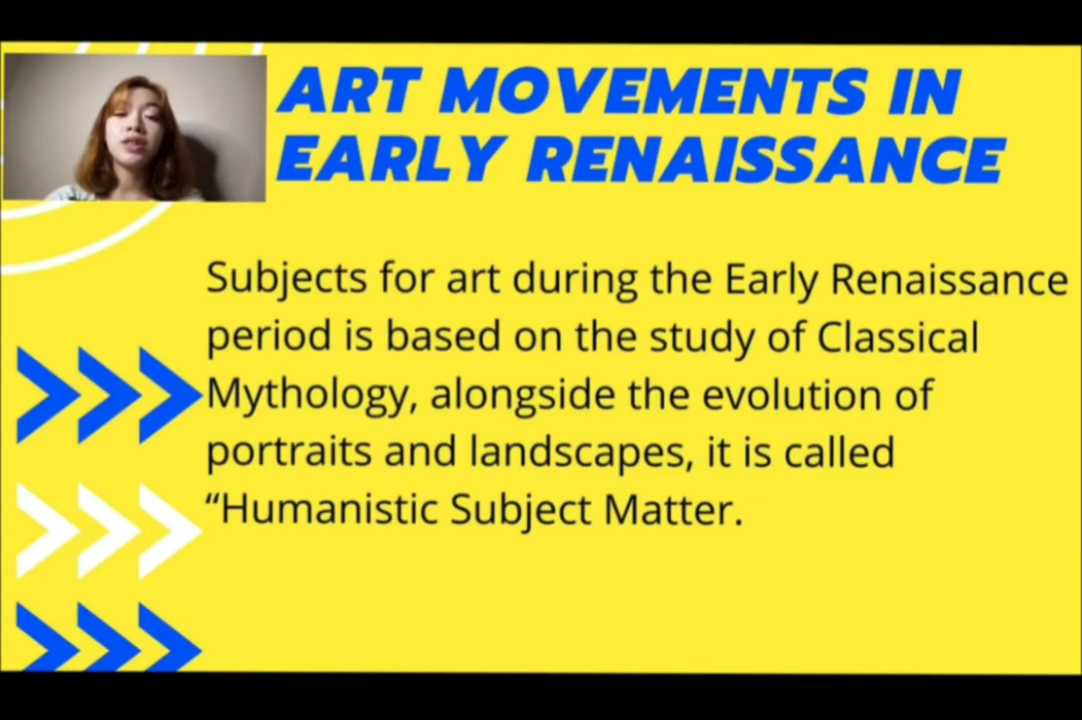 ART MOVEMENTS IN
EARLY RENAISSANCE
Subjects for art during the Early Renaissance
period is based on the study of Classical
Mythology, alongside the evolution of
portraits and landscapes, it is called
“Humanistic Subject Matter.